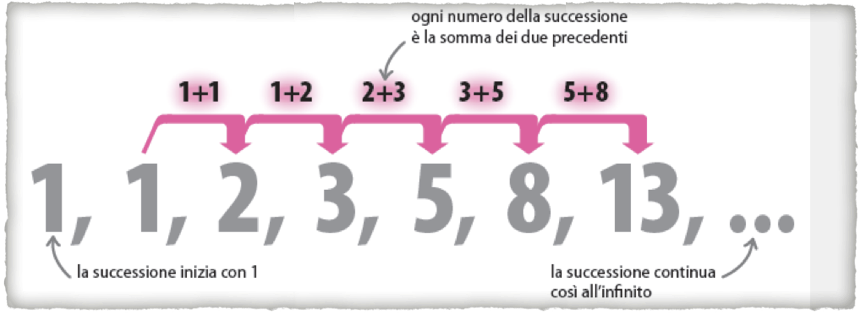 ogni numero della successione
è la somma dei due precedenti
1+1 1+2 2+3 3+5 5+8
1, 1, 2, 3, 5, 8, 13, ...
la successione inizia con 1
la successione continua
così all'infinito